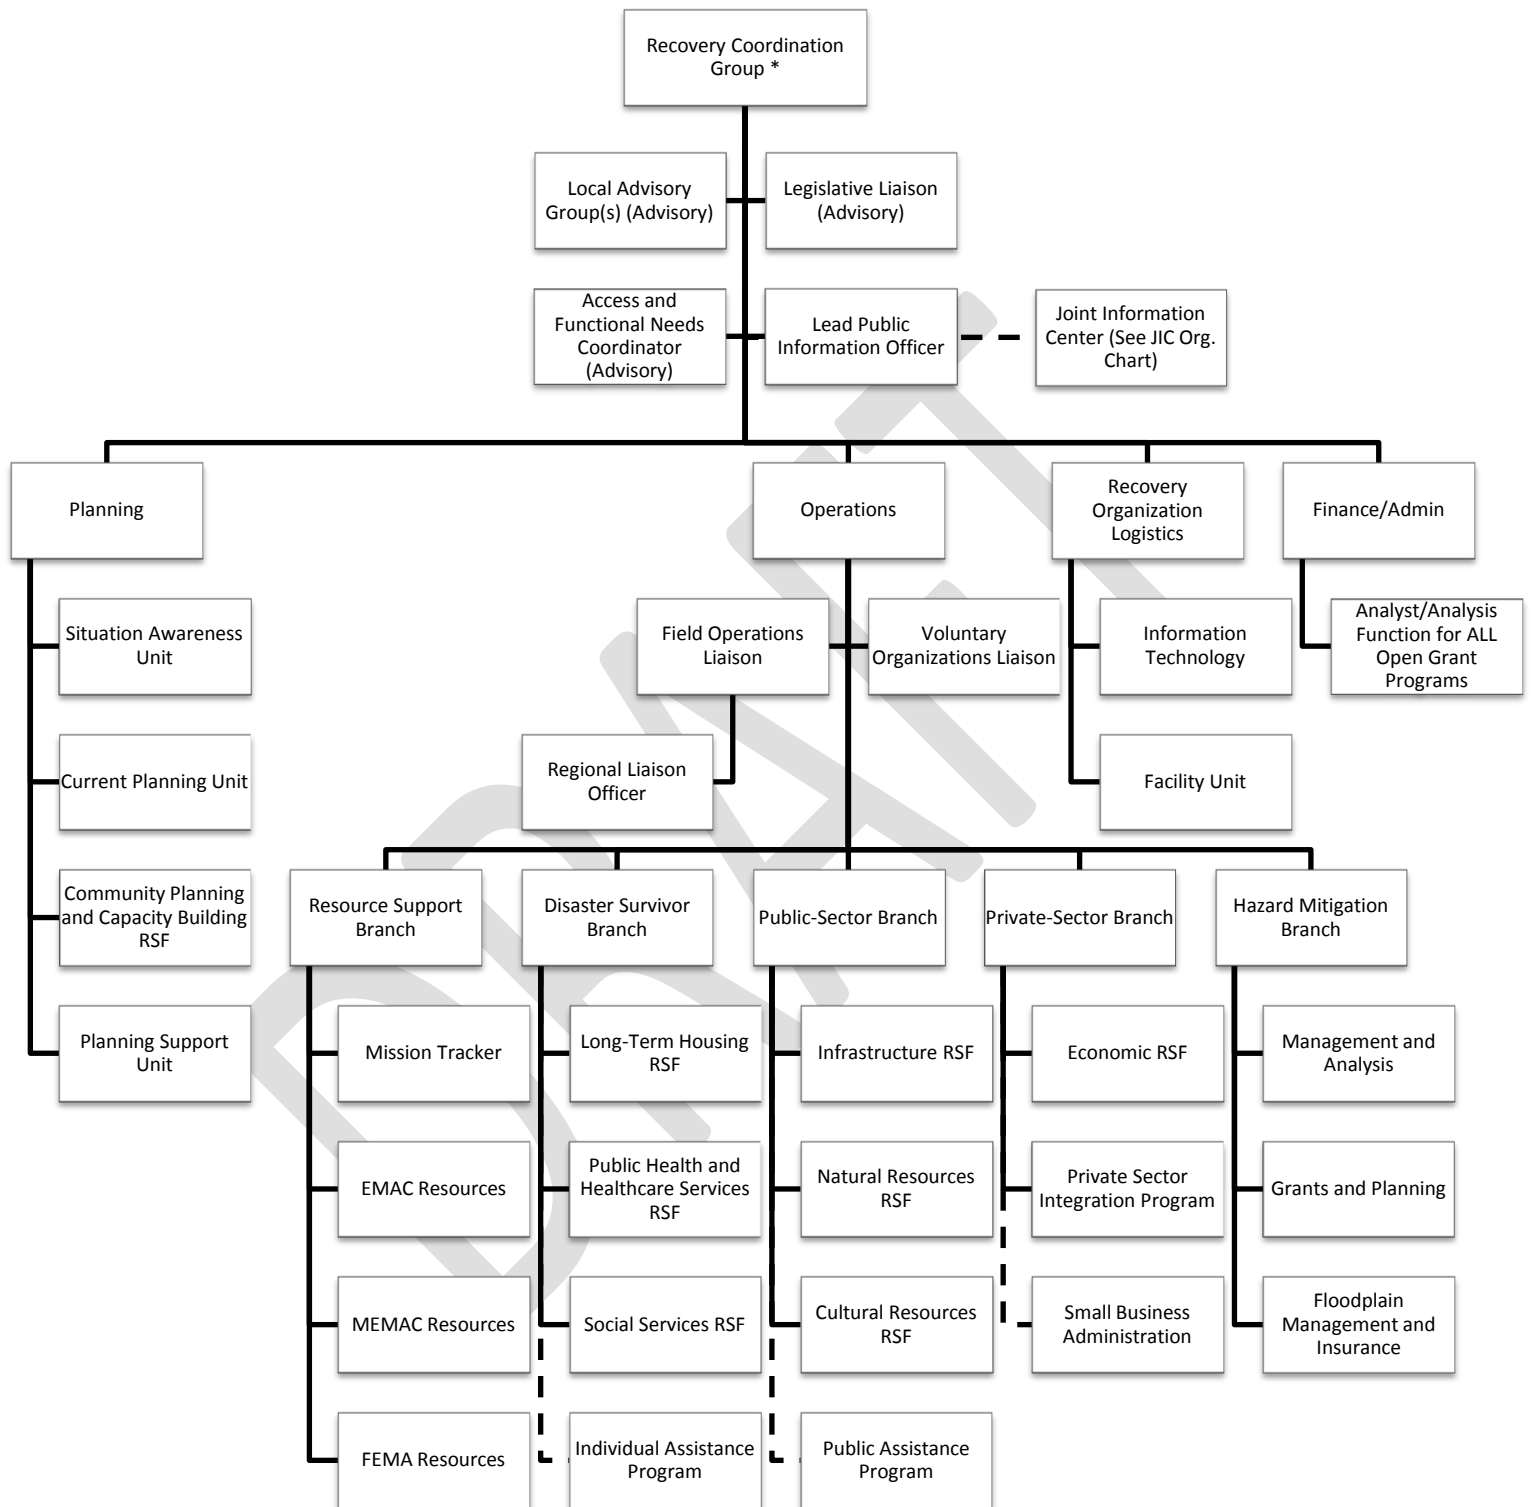 Recovery Coordination
Group *
Local Advisory
Group(s) (Advisory)
Legislative Liaison
(Advisory)
Access and
Functional Needs
Coordinator
(Advisory)
Lead Public
Information Officer
Joint Information
Center (See JIC Org.
Chart)
Planning
Operations
Recovery
Organization
Logistics
Finance/Admin
Situation Awareness
Unit
Field Operations
Liaison
Voluntary
Organizations Liaison
Information
Technology
Analyst/Analysis
Function for ALL
Open Grant
Programs
Current Planning Unit
Regional Liaison
Officer
Facility Unit
Community Planning
and Capacity Building
RSF
Resource Support
Branch
Disaster Survivor
Branch
Public-Sector Branch
Private-Sector Branch
Hazard Mitigation
Branch
Planning Support
Unit
Mission Tracker
Long-Term Housing
RSF
Infrastructure RSF
Economic RSF
Management and
Analysis
EMAC Resources
Public Health and
Healthcare Services
RSF
Natural Resources
RSF
Private Sector
Integration Program
Grants and Planning
MEMAC Resources
Social Services RSF
Cultural Resources
RSF
Small Business
Administration
Floodplain
Management and
Insurance
FEMA Resources
Individual Assistance
Program
Public Assistance
Program
DRAFT